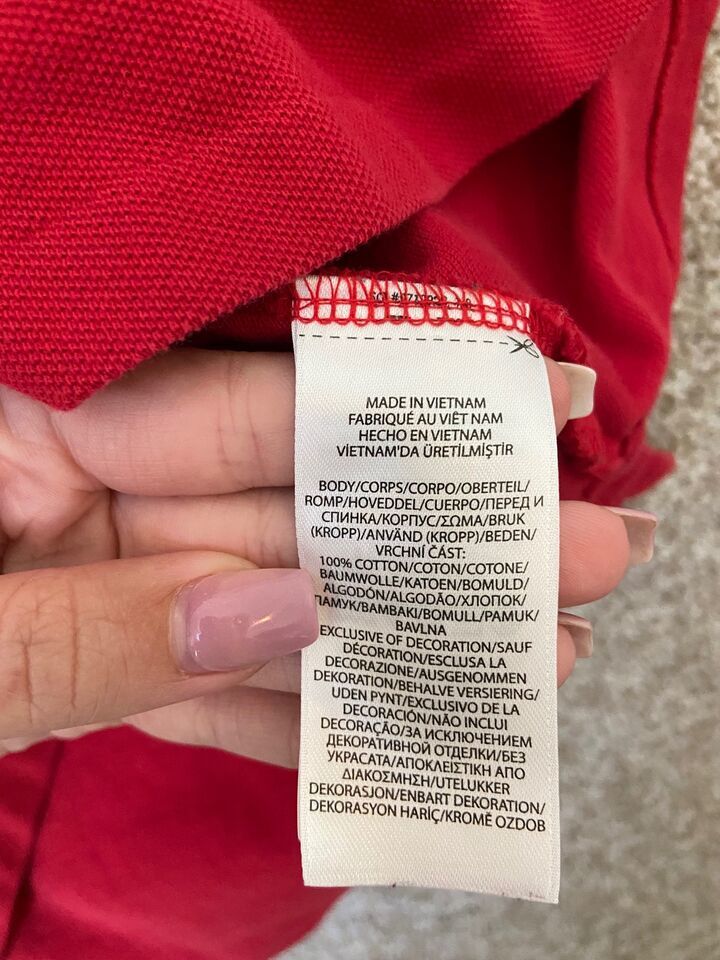 MADE IN VIETNAM
FABRIQUÉ AU VIÊT NAM
HECHO EN VIETNAM
VİETNAM'DA ÜRETİLMİŞTİR
BODY/CORPS/CORPO/OBERTEIL/
ROMP/HOVEDDEL/CUERPO/ПЕРЕД И
СПИНКА/КОРПУС/ΣΩΜΑ/BRUK
(KROPP)/ANVÄND (KROPP)/BEDEN/
VRCHNÍ ČÁST:
100% COTTON/COTON/COTONE/
BAUMWOLLE/KATOEN/BOMULD/
ALGODÓN/ALGODÃO/ХЛОПОК/
ПАМУК/BAMBAKI/BOMULL/PAMUK/
BAVLNA
EXCLUSIVE OF DECORATION/SAUF
DÉCORATION/ESCLUSA LA
DECORAZIONE/AUSGENOMMEN
DEKORATION/BEHALVE VERSIERING/
UDEN PYNT/EXCLUSIVO DE LA
DECORACIÓN/NÃO INCLUI
DECORAÇÃO/ЗА ИСКЛЮЧЕНИЕМ
ДЕКОРАТИВНОЙ ОТДЕЛКИ/БЕЗ
УКРАСАТА/ΑΠΟΚΛΕΙΣΤΙΚΗ ΑΠΟ
ΔΙΑΚΟΣΜΗΣΗ/UTELUKKER
DEKORASJON/ENBART DEKORATION/
DEKORASYON HARİÇ/KROMĚ OZDOB